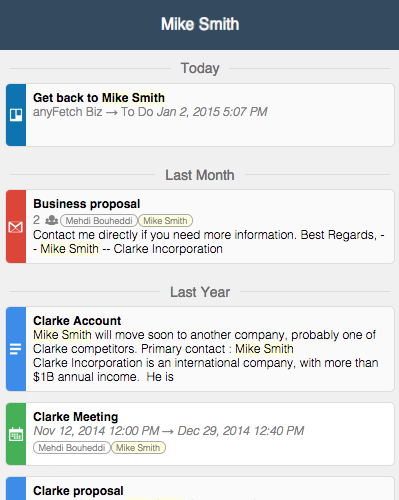 Mike Smith
Today
Get back to Mike Smith
anyFetch Biz → To Do Jan 2, 2015 5:07 PM
Last Month
Business proposal
2 Mehdi Bouheddi Mike Smith
Contact me directly if you need more information. Best Regards, -
- Mike Smith -- Clarke Incorporation
Last Year
Clarke Account
Mike Smith will move soon to another company, probably one of
Clarke competitors. Primary contact : Mike Smith
Clarke Incorporation is an international company, with more than
$1B annual income. He is
Clarke Meeting
Nov 12, 2014 12:00 PM → Dec 29, 2014 12:40 PM
Mehdi Bouheddi Mike Smith
Clarke proposal